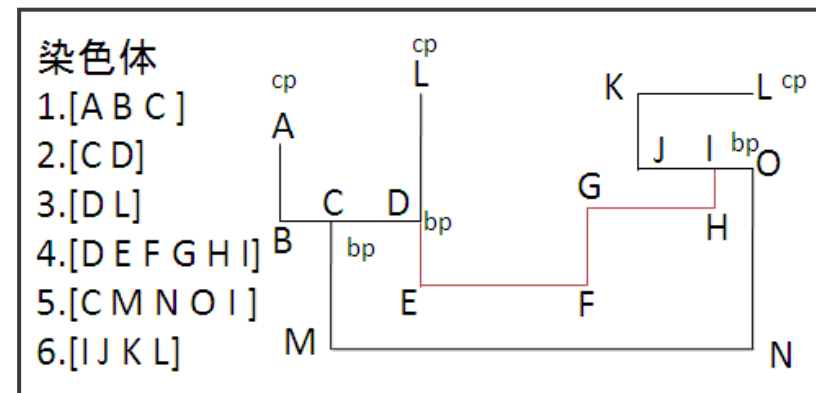 染色体
1.[A B C ]
2.[C D]
3.[D L]
4.[D E F G H I]
5.[C M N O I ]
6.[I J K L]
cp
L
cp
A
K
L cp
J
I
bp
O
C
D
bp
G
B
bp
H
E
F
M
N